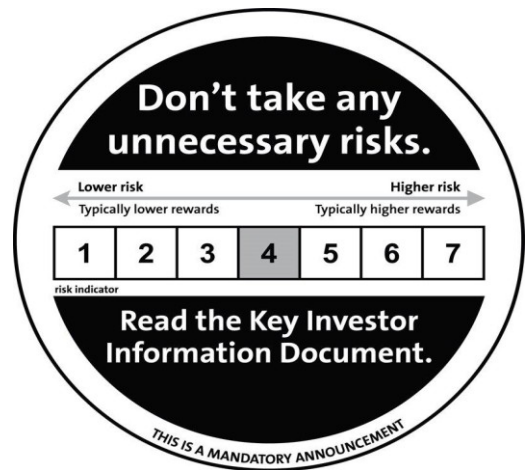 Don't take any
unnecessary risks.
Lower risk Higher risk
Typically lower rewards Typically higher rewards
1 2 3 4 5 6 7
risk indicator
Read the Key Investor
Information Document.
THIS IS A MANDATORY ANNOUNCEMENT